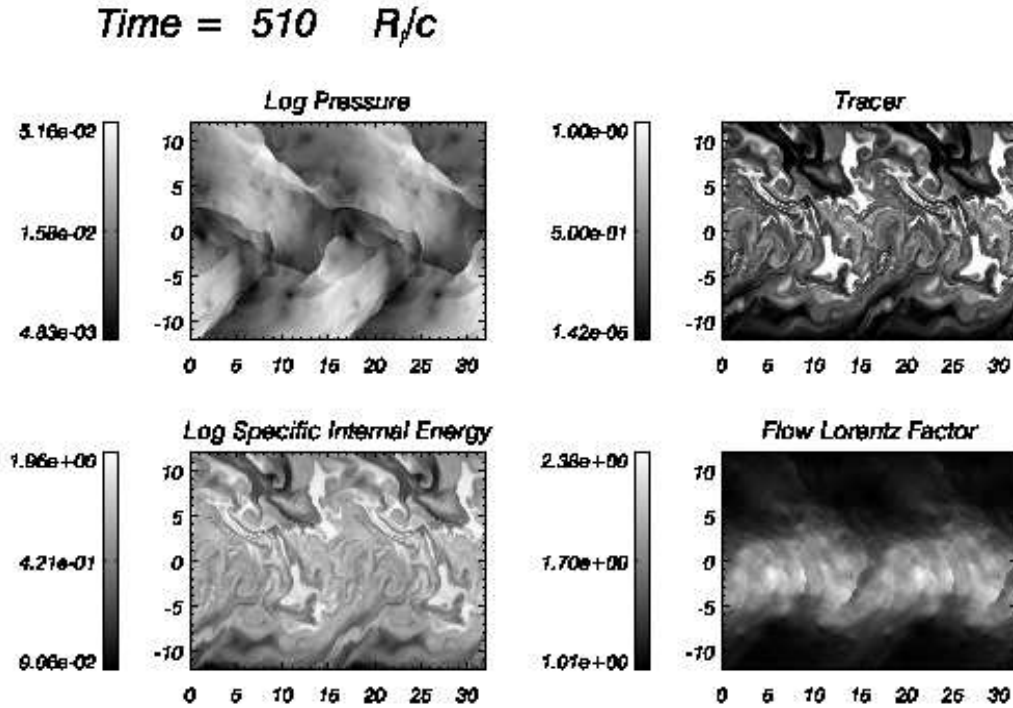 Time = 510 R_j/c
Log Pressure
5.16e-02
1.58e-02
4.83e-03
10
5
0
-5
-10
0 5 10 15 20 25 30
Tracer
1.00e-00
5.00e-01
10
5
0
-5
-10
0 5 10 15 20 25 30
Log Specific Internal Energy
1.96e+00
4.21e-01
9.06e-02
10
5
0
-5
-10
0 5 10 15 20 25 30
Flow Lorentz Factor
2.38e+00
1.70e+00
1.01e+00
10
5
0
-5
-10
0 5 10 15 20 25 30